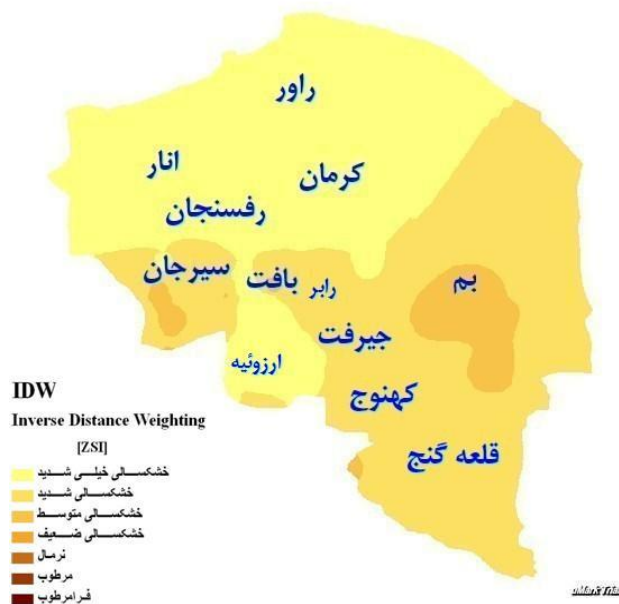 راور
انار
کرمان
رفسنجان
سیرجان
بافت
رابر
بم
جیرفت
ارزوئیه
کهنوج
قلعه گنج
IDW
Inverse Distance Weighting
[ZSI]
خشکسالی خیلی شدید
خشکسالی شدید
خشکسالی متوسط
خشکسالی ضعیف
نرمال
مرطوب
فرامرطوب